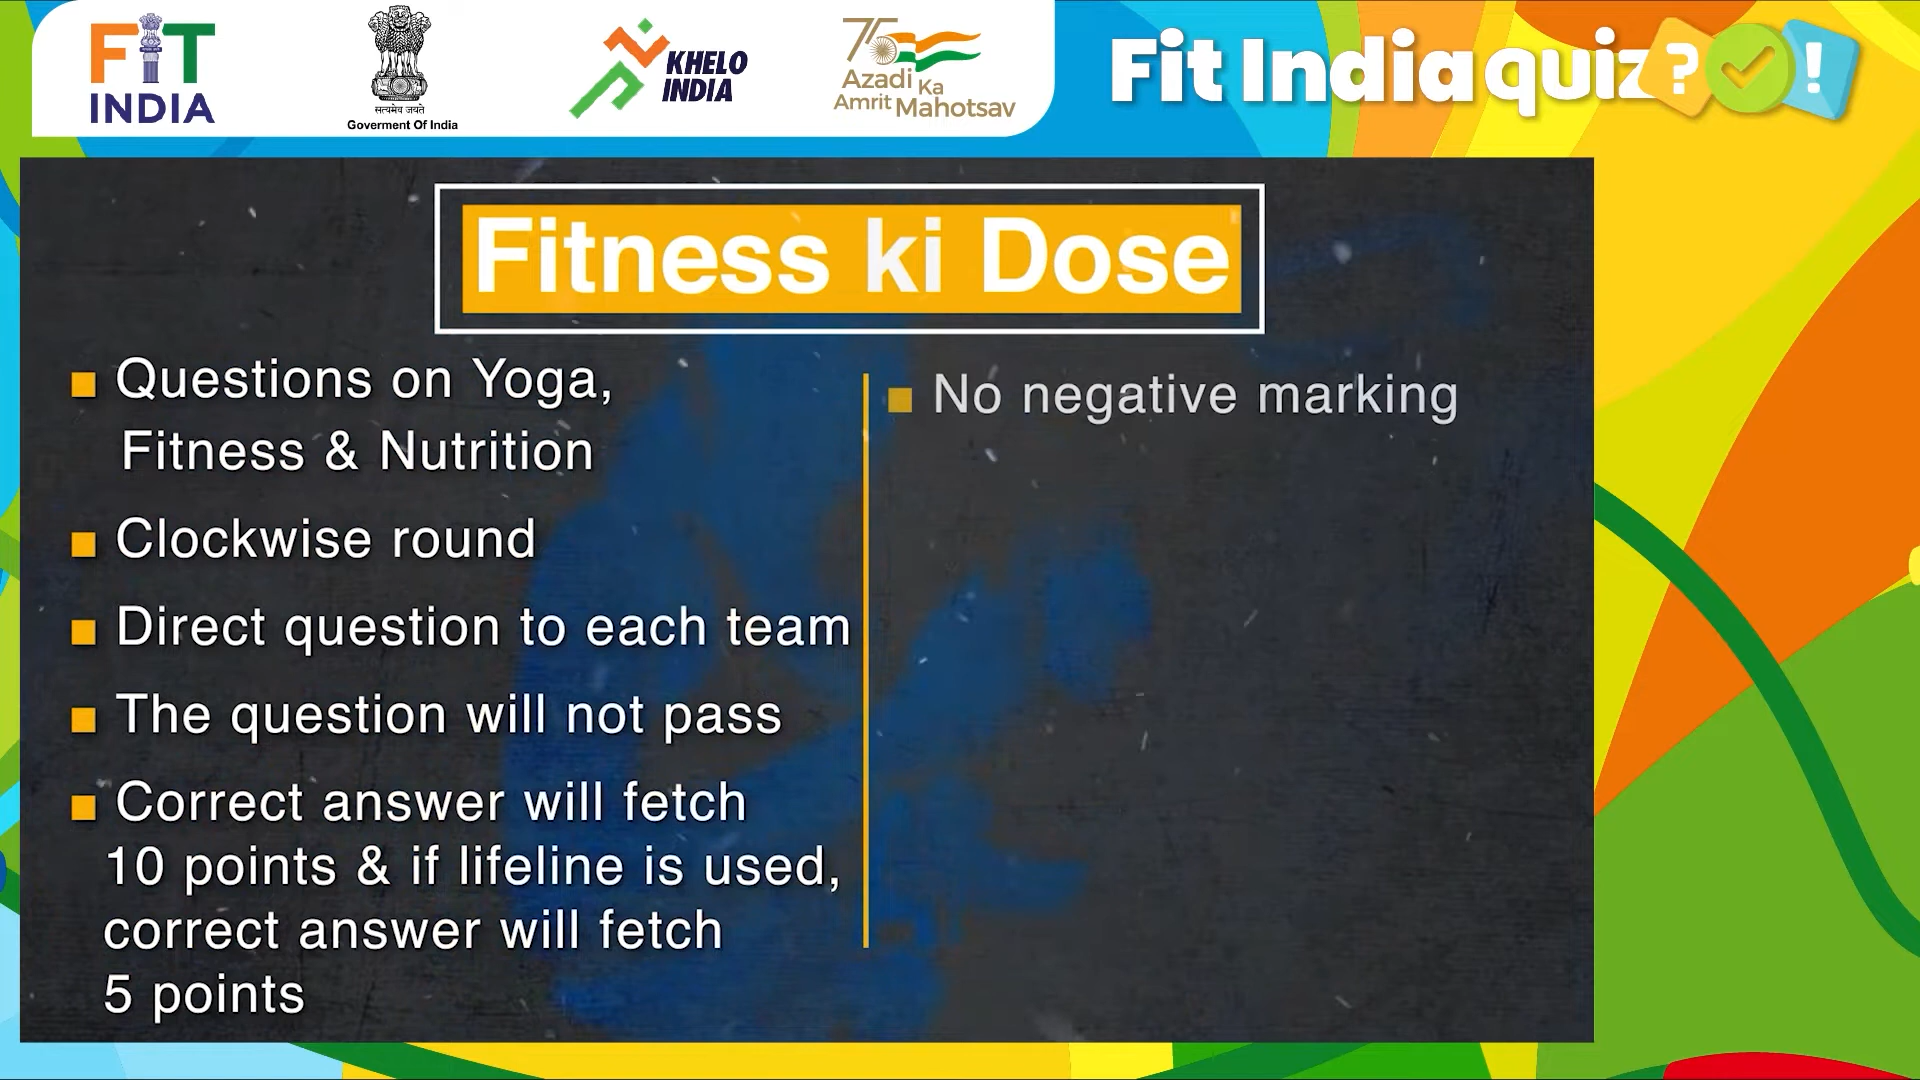 FIT
INDIA
सत्यमेव जयते
Goverment Of India
KHELO
INDIA
75
Azadi
Ka
Amrit Mahotsav
Fit India quiz ? !
Fitness ki Dose
Questions on Yoga,
Fitness & Nutrition
Clockwise round
Direct question to each team
The question will not pass
Correct answer will fetch
10 points & if lifeline is used,
correct answer will fetch
5 points
No negative marking